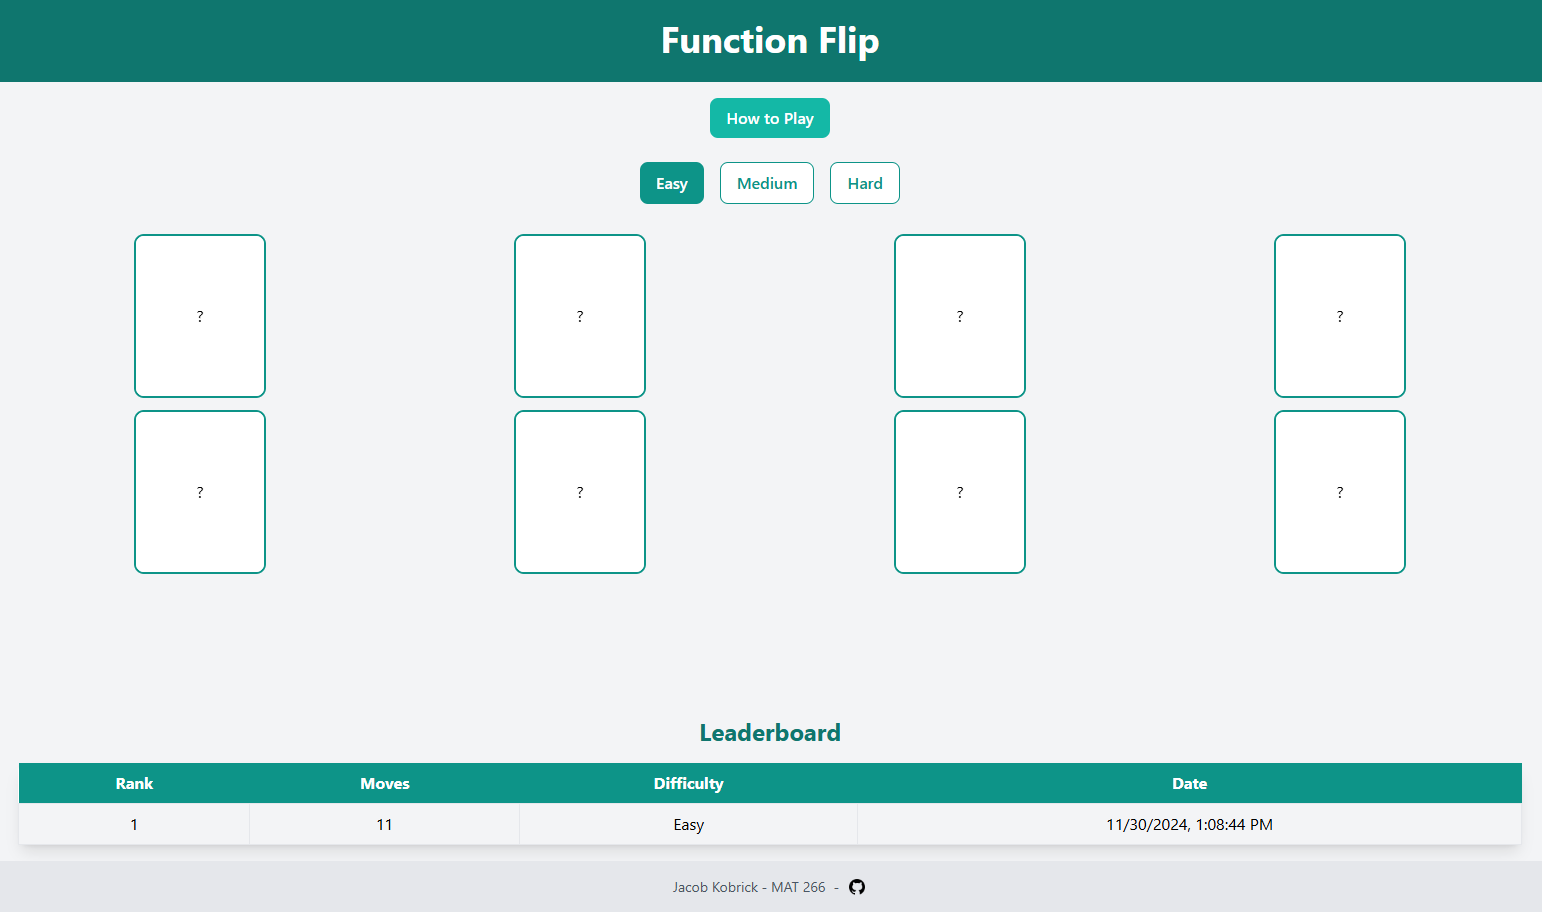 Function Flip
How to Play
Easy Medium Hard
? ? ? ?
? ? ? ?
Leaderboard
Rank Moves Difficulty Date
1 11 Easy 11/30/2024, 1:08:44 PM
Jacob Kobrick - MAT 266 -